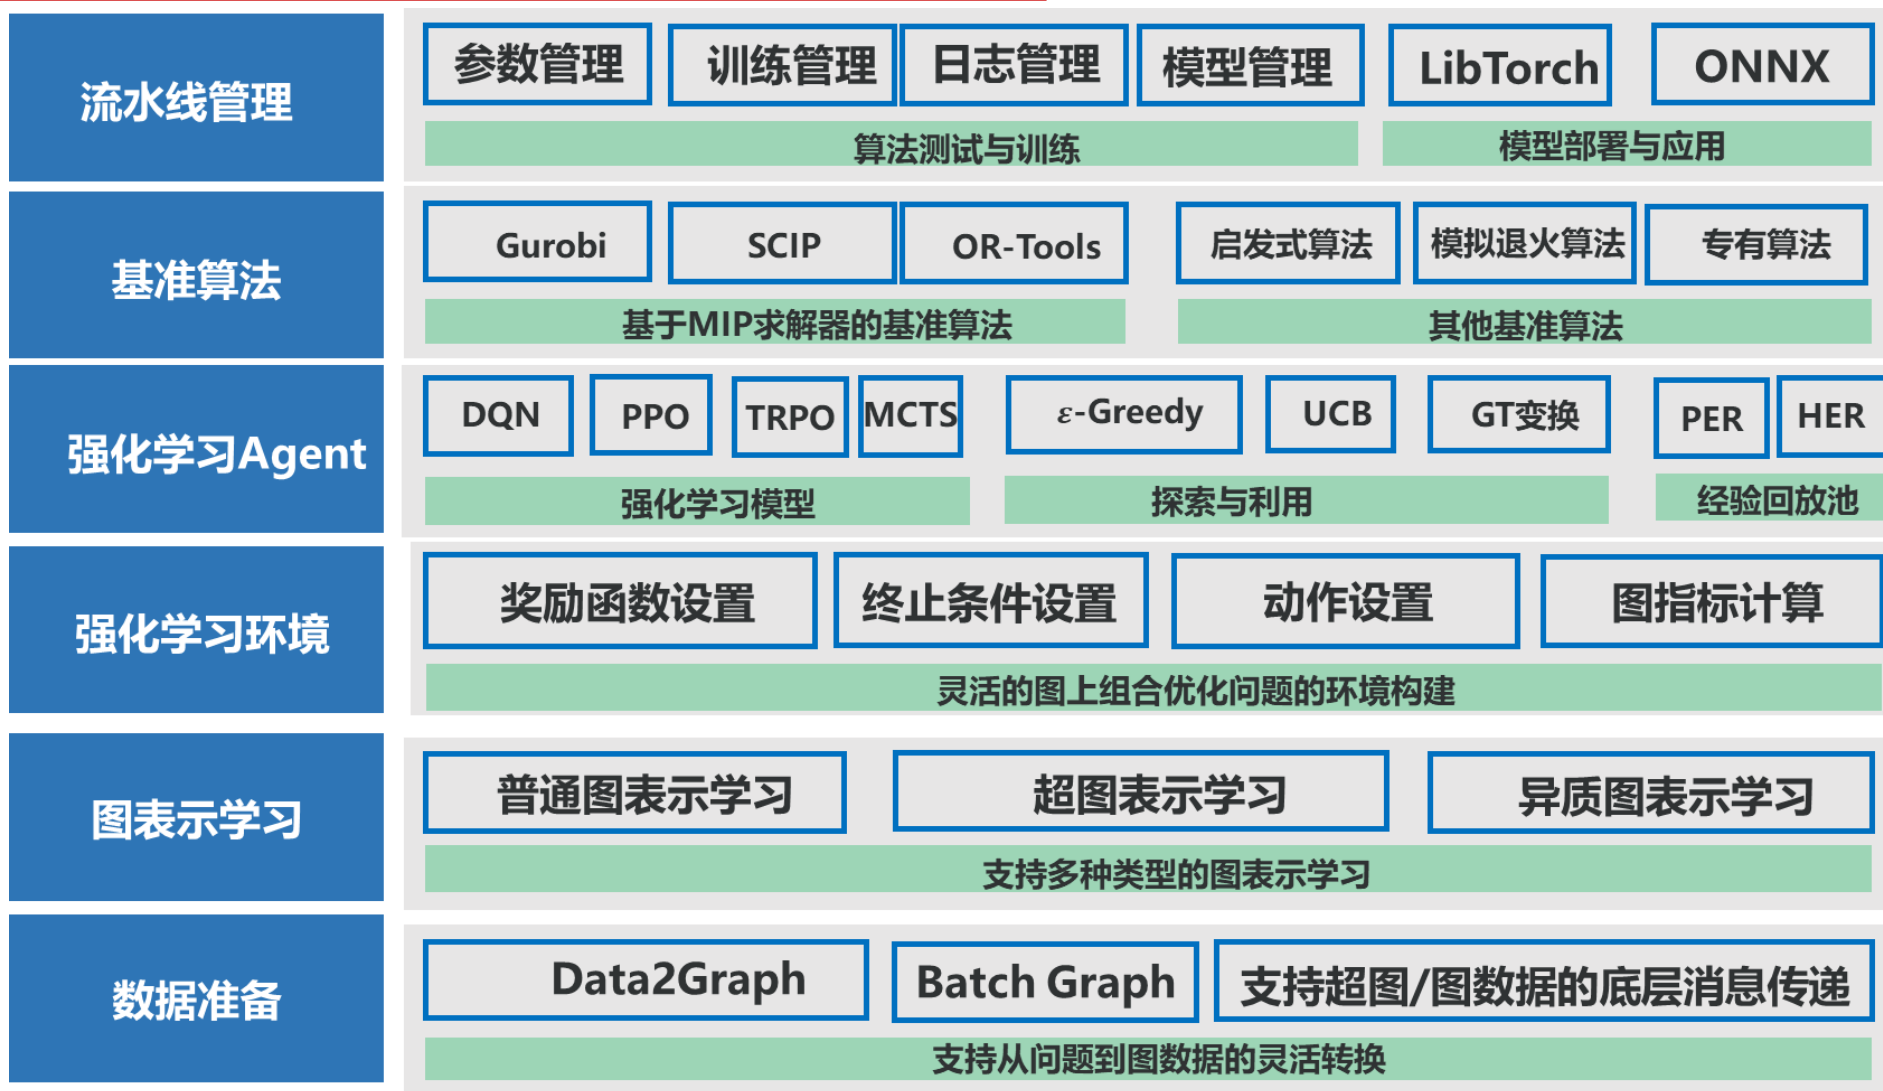 流水线管理
参数管理 训练管理 日志管理 模型管理 LibTorch ONNX
算法测试与训练 模型部署与应用
基准算法
Gurobi SCIP OR-Tools 启发式算法 模拟退火算法 专有算法
基于MIP求解器的基准算法 其他基准算法
强化学习Agent
DQN PPO TRPO MCTS ε-Greedy UCB GT变换 PER HER
强化学习模型 探索与利用 经验回放池
强化学习环境
奖励函数设置 终止条件设置 动作设置 图指标计算
灵活的图上组合优化问题的环境构建
图表示学习
普通图表示学习 超图表示学习 异质图表示学习
支持多种类型的图表示学习
数据准备
Data2Graph Batch Graph 支持超图/图数据的底层消息传递
支持从问题到图数据的灵活转换